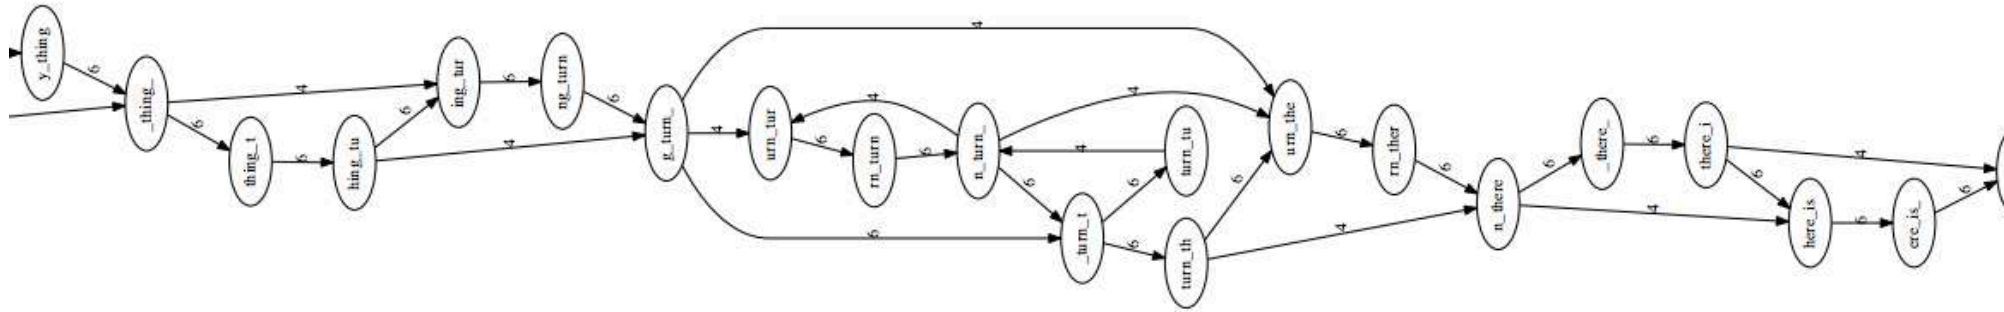 y_thing
6
_thing_
4
6
thing_t
6
hing_tu
6
4
ing_tur
6
ng_turn
6
g_turn_
4
4
6
urn_tur
6
4
rn_turn
6
n_turn_
4
6
4
_turn_t
6
6
turn_tu
turn_th
6
4
urn_the
6
rn_ther
6
n_there
6
4
_there_
6
there_i
4
6
here_is
6
ere_is_
6